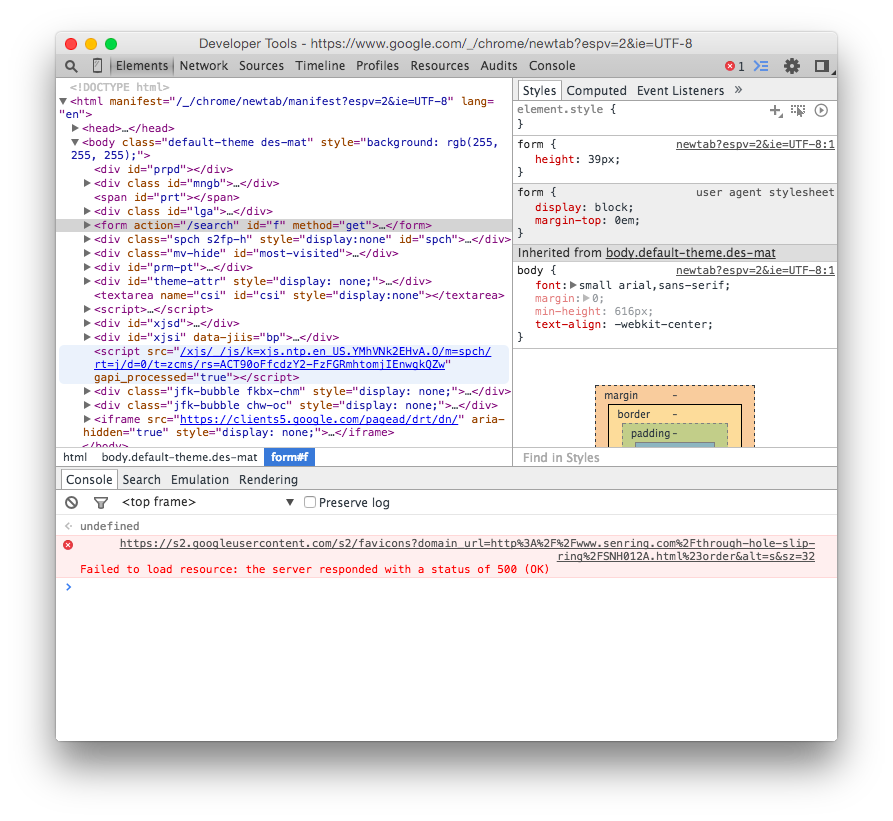 Developer Tools - https://www.google.com/_/chrome/newtab?espv=2&ie=UTF-8
Elements Network Sources Timeline Profiles Resources Audits Console 1
<!DOCTYPE html>
<html manifest="/_/chrome/newtab/manifest?espv=2&ie=UTF-8" lang=
"en">
<head>…</head>
<body class="default-theme des-mat" style="background: rgb(255,
255, 255);">
<div id="prpd"></div>
<div class id="mngb">…</div>
<span id="prt"></span>
<div class id="lga">…</div>
<form action="/search" id="f" method="get">…</form>
<div class="spch s2fp-h" style="display:none" id="spch">…</div>
<div class="mv-hide" id="most-visited">…</div>
<div id="prm-pt">…</div>
<div id="theme-attr" style="display: none;">…</div>
<textarea name="csi" id="csi" style="display:none"></textarea>
<script>…</script>
<div id="xjsd">…</div>
<div id="xjsi" data-jiis="bp">…</div>
<script src="/xjs/_/js/k=xjs.ntp.en_US.YMhVNk2EHvA.O/m=spch/
rt=j/d=0/t=zcms/rs=ACT90oFfcdzY2-FzFGRmhtomjIEnwgkQZw"
gapi_processed="true"></script>
<div class="jfk-bubble fkbx-chm" style="display: none;">…</div>
<div class="jfk-bubble chw-oc" style="display: none;">…</div>
<iframe src="https://clients5.google.com/pagead/drt/dn/" aria-
hidden="true" style="display: none;">…</iframe>
</body>
html body.default-theme.des-mat form#f
Styles Computed Event Listeners »
element.style {
}
form { newtab?espv=2&ie=UTF-8:1
height: 39px;
}
form { user agent stylesheet
display: block;
margin-top: 0em;
}
Inherited from body.default-theme.des-mat
body { newtab?espv=2&ie=UTF-8:1
font: small arial,sans-serif;
margin: 0;
min-height: 616px;
text-align: -webkit-center;
}
margin -
border -
padding -
Find in Styles
Console Search Emulation Rendering
<top frame> Preserve log
undefined
https://s2.googleusercontent.com/s2/favicons?domain_url=http%3A%2F%2Fwww.senring.com%2Fthrough-hole-slip-
ring%2FSNH012A.html%23order&alt=s&sz=32
Failed to load resource: the server responded with a status of 500 (OK)